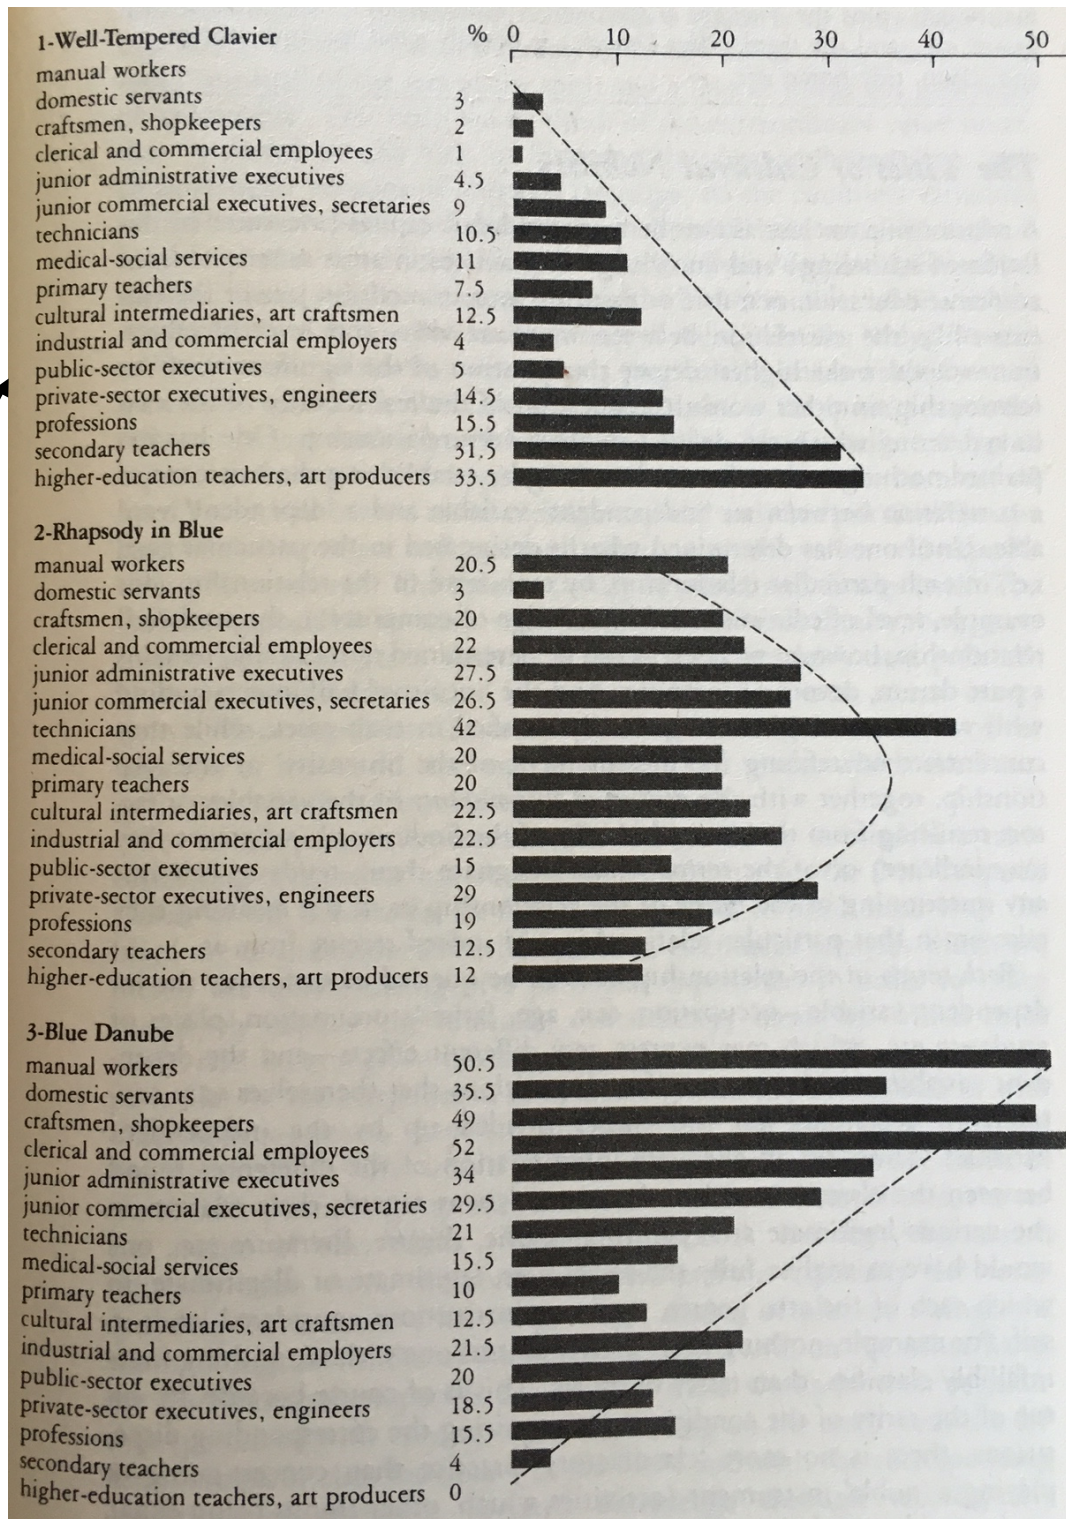 1-Well-Tempered Clavier % 0 10 20 30 40 50
manual workers
domestic servants 3
craftsmen, shopkeepers 2
clerical and commercial employees 1
junior administrative executives 4.5
junior commercial executives, secretaries 9
technicians 10.5
medical-social services 11
primary teachers 7.5
cultural intermediaries, art craftsmen 12.5
industrial and commercial employers 4
public-sector executives 5
private-sector executives, engineers 14.5
professions 15.5
secondary teachers 31.5
higher-education teachers, art producers 33.5
2-Rhapsody in Blue
manual workers 20.5
domestic servants 3
craftsmen, shopkeepers 20
clerical and commercial employees 22
junior administrative executives 27.5
junior commercial executives, secretaries 26.5
technicians 42
medical-social services 20
primary teachers 20
cultural intermediaries, art craftsmen 22.5
industrial and commercial employers 22.5
public-sector executives 15
private-sector executives, engineers 29
professions 19
secondary teachers 12.5
higher-education teachers, art producers 12
3-Blue Danube
manual workers 50.5
domestic servants 35.5
craftsmen, shopkeepers 49
clerical and commercial employees 52
junior administrative executives 34
junior commercial executives, secretaries 29.5
technicians 21
medical-social services 15.5
primary teachers 10
cultural intermediaries, art craftsmen 12.5
industrial and commercial employers 21.5
public-sector executives 20
private-sector executives, engineers 18.5
professions 15.5
secondary teachers 4
higher-education teachers, art producers 0